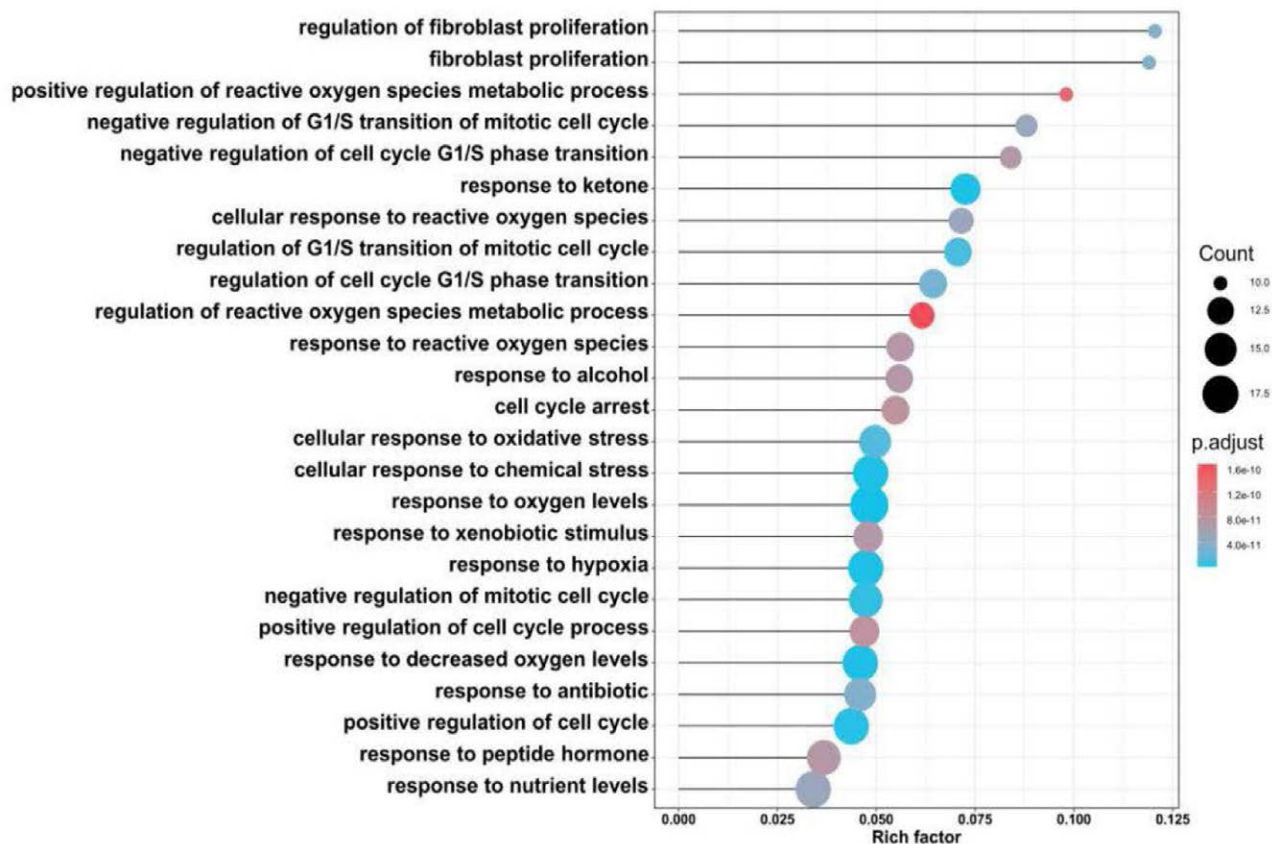 regulation of fibroblast proliferation
fibroblast proliferation
positive regulation of reactive oxygen species metabolic process
negative regulation of G1/S transition of mitotic cell cycle
negative regulation of cell cycle G1/S phase transition
response to ketone
cellular response to reactive oxygen species
regulation of G1/S transition of mitotic cell cycle
regulation of cell cycle G1/S phase transition
regulation of reactive oxygen species metabolic process
response to reactive oxygen species
response to alcohol
cell cycle arrest
cellular response to oxidative stress
cellular response to chemical stress
response to oxygen levels
response to xenobiotic stimulus
response to hypoxia
negative regulation of mitotic cell cycle
positive regulation of cell cycle process
response to decreased oxygen levels
response to antibiotic
positive regulation of cell cycle
response to peptide hormone
response to nutrient levels
0.000 0.025 0.050 0.075 0.100 0.125
Rich factor
Count
10.0
12.5
15.0
17.5
p.adjust
1.6e-10
1.2e-10
8.0e-11
4.0e-11